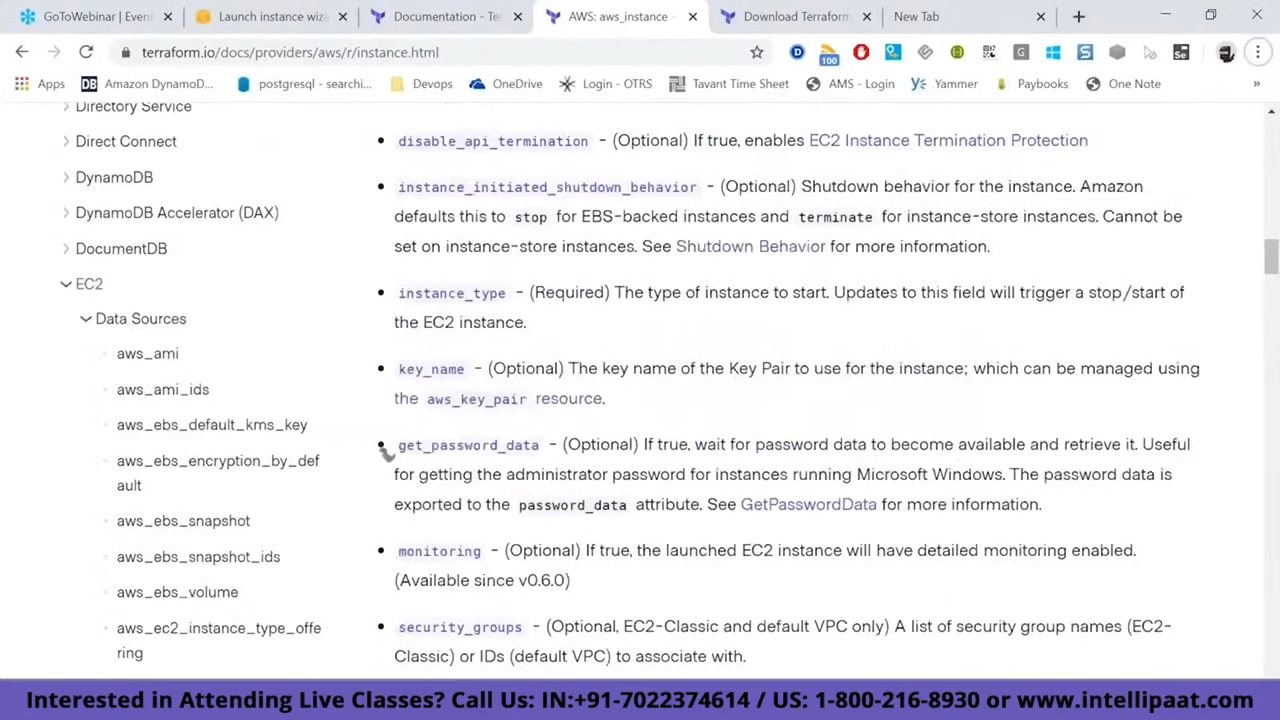 GoToWebinar | Event
Launch instance wiz
Documentation - Te
AWS: aws_instance -
Download Terraform
New Tab
terraform.io/docs/providers/aws/r/instance.html
100
Apps
Amazon DynamoD...
postgresql - searchi...
Devops
OneDrive
Login - OTRS
Tavant Time Sheet
AMS - Login
Yammer
Paybooks
One Note
»
Directory Service
Direct Connect
DynamoDB
DynamoDB Accelerator (DAX)
DocumentDB
EC2
Data Sources
aws_ami
aws_ami_ids
aws_ebs_default_kms_key
aws_ebs_encryption_by_def
ault
aws_ebs_snapshot
aws_ebs_snapshot_ids
aws_ebs_volume
aws_ec2_instance_type_offe
ring
disable_api_termination - (Optional) If true, enables EC2 Instance Termination Protection
instance_initiated_shutdown_behavior - (Optional) Shutdown behavior for the instance. Amazon
defaults this to stop for EBS-backed instances and terminate for instance-store instances. Cannot be
set on instance-store instances. See Shutdown Behavior for more information.
instance_type - (Required) The type of instance to start. Updates to this field will trigger a stop/start of
the EC2 instance.
key_name - (Optional) The key name of the Key Pair to use for the instance; which can be managed using
the aws_key_pair resource.
get_password_data - (Optional) If true, wait for password data to become available and retrieve it. Useful
for getting the administrator password for instances running Microsoft Windows. The password data is
exported to the password_data attribute. See GetPasswordData for more information.
monitoring - (Optional) If true, the launched EC2 instance will have detailed monitoring enabled.
(Available since v0.6.0)
security_groups - (Optional, EC2-Classic and default VPC only) A list of security group names (EC2-
Classic) or IDs (default VPC) to associate with.
Interested in Attending Live Classes? Call Us: IN:+91-7022374614 / US: 1-800-216-8930 or www.intellipaat.com